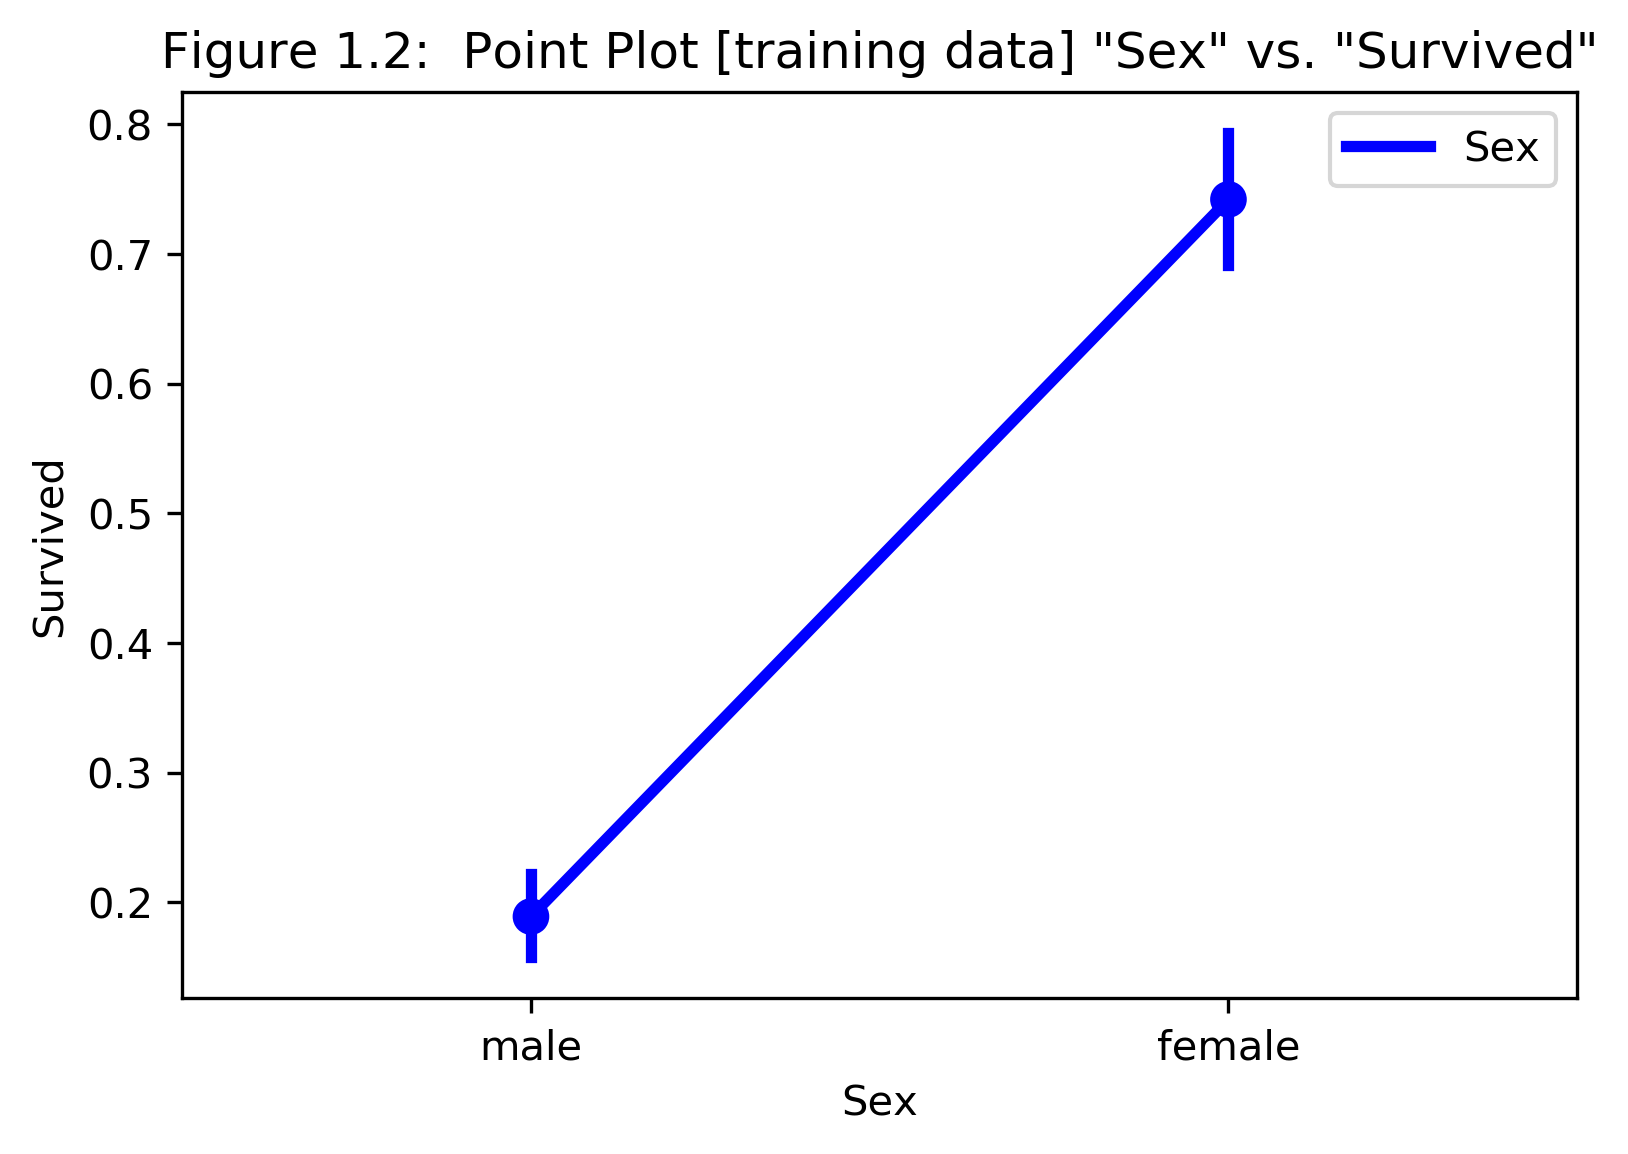 Figure 1.2:  Point Plot [training data] "Sex" vs. "Survived"
Sex
0.8
0.7
0.6
0.5
0.4
0.3
0.2
Survived
male
female
Sex